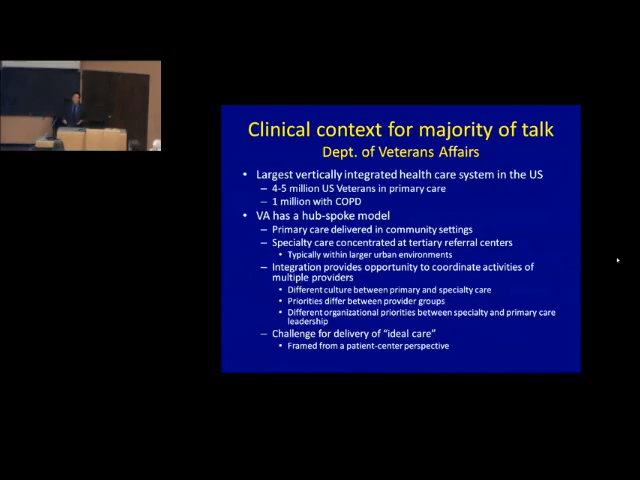 Clinical context for majority of talk
Dept. of Veterans Affairs
• Largest vertically integrated health care system in the US
– 4-5 million US Veterans in primary care
– 1 million with COPD
• VA has a hub-spoke model
– Primary care delivered in community settings
– Specialty care concentrated at tertiary referral centers
• Typically within larger urban environments
– Integration provides opportunity to coordinate activities of
multiple providers
• Different culture between primary and specialty care
• Priorities differ between provider groups
• Different organizational priorities between specialty and primary care
leadership
– Challenge for delivery of "ideal care"
• Framed from a patient-center perspective